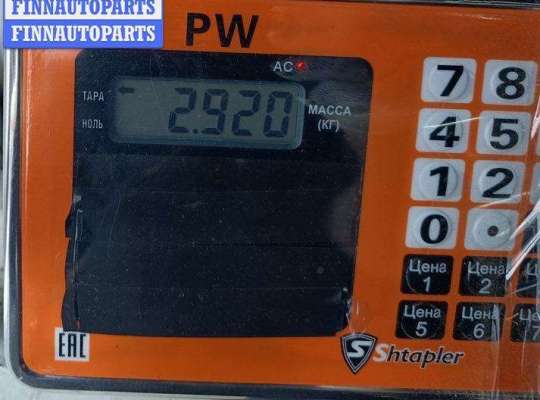 FINNAUTOPARTS
FINNAUTOPARTS
PW
AC
ТАРА
НОЛЬ
2.920
МАССА
(КГ)
7 8
4 5
1 2
0 .
Цена 1
Цена 2
Цена 5
Цена 6
7
EAC
S Shtapler